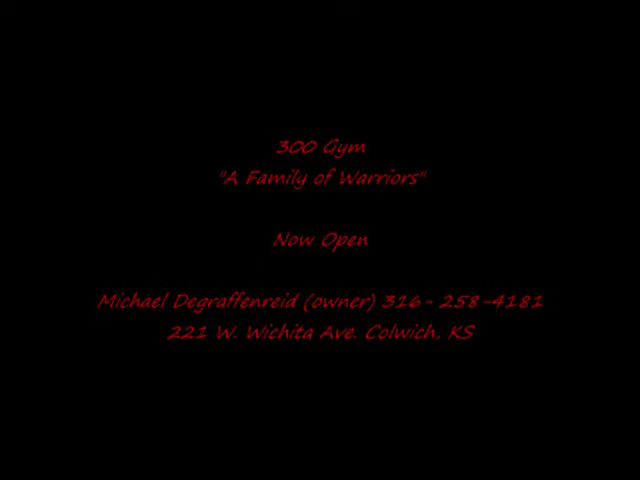 300 Gym
"A Family of Warriors"
Now Open
Michael Degraffenreid (owner) 316- 258-4181
221 W. Wichita Ave. Colwich, KS